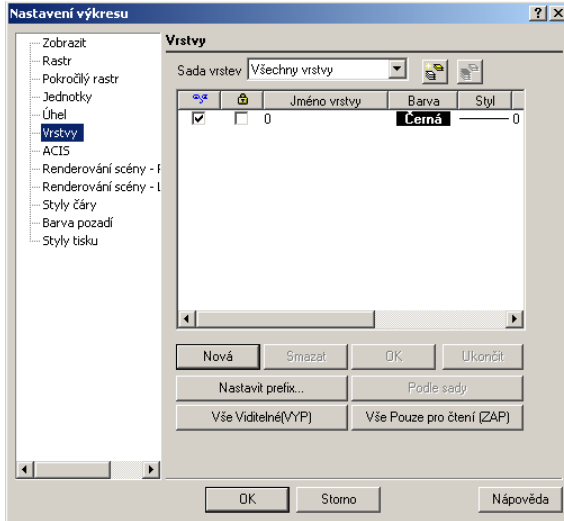 Nastavení výkresu
Zobrazit
Rastr
Pokročilý rastr
Jednotky
Úhel
Vrstvy
ACIS
Renderování scény -
Renderování scény -
Styly čáry
Barva pozadí
Styly tisku
Vrstvy
Sada vrstev Všechny vrstvy
Jméno vrstvy Barva Styl
0 Černá 0
Nová Smazat OK Ukončit
Nastavit prefix... Podle sady
Vše Viditelné(VYP) Vše Pouze pro čtení (ZAP)
OK Storno Nápověda